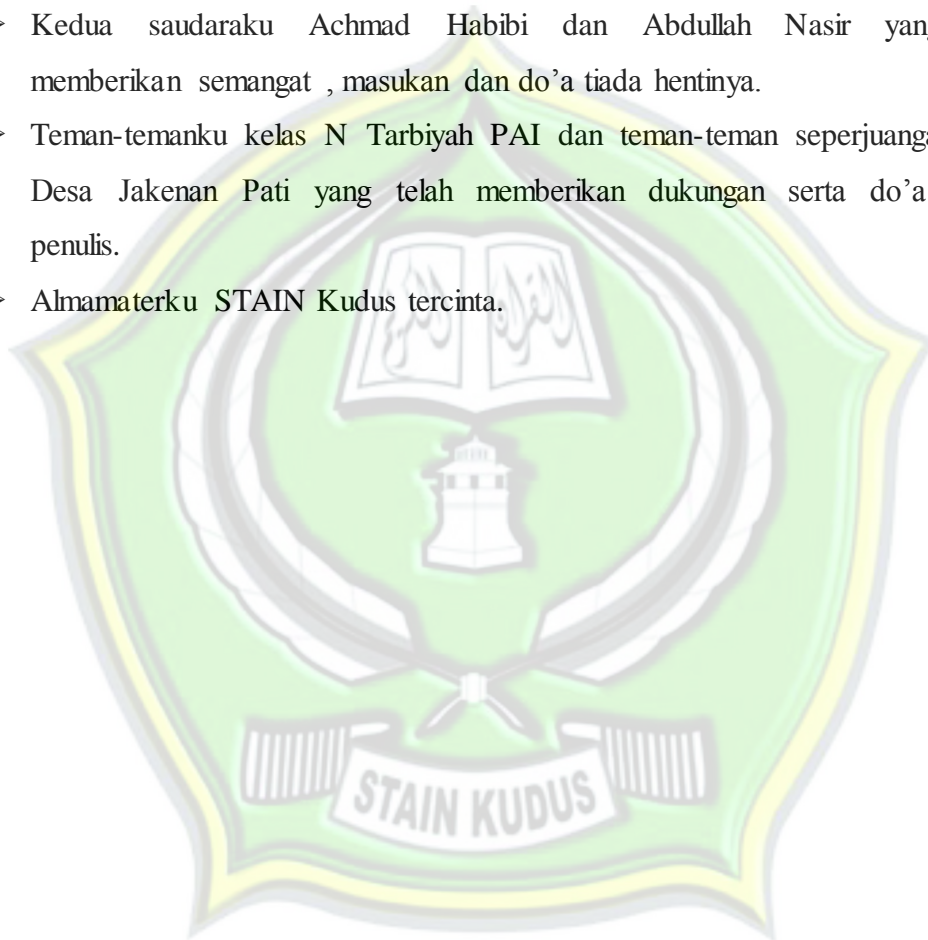 Kedua saudaraku Achmad Habibi dan Abdullah Nasir yang
memberikan semangat , masukan dan do’a tiada hentinya.
Teman-temanku kelas N Tarbiyah PAI dan teman-teman seperjuanga
Desa Jakenan Pati yang telah memberikan dukungan serta do’a
penulis.
Almamaterku STAIN Kudus tercinta.
STAIN KUDUS